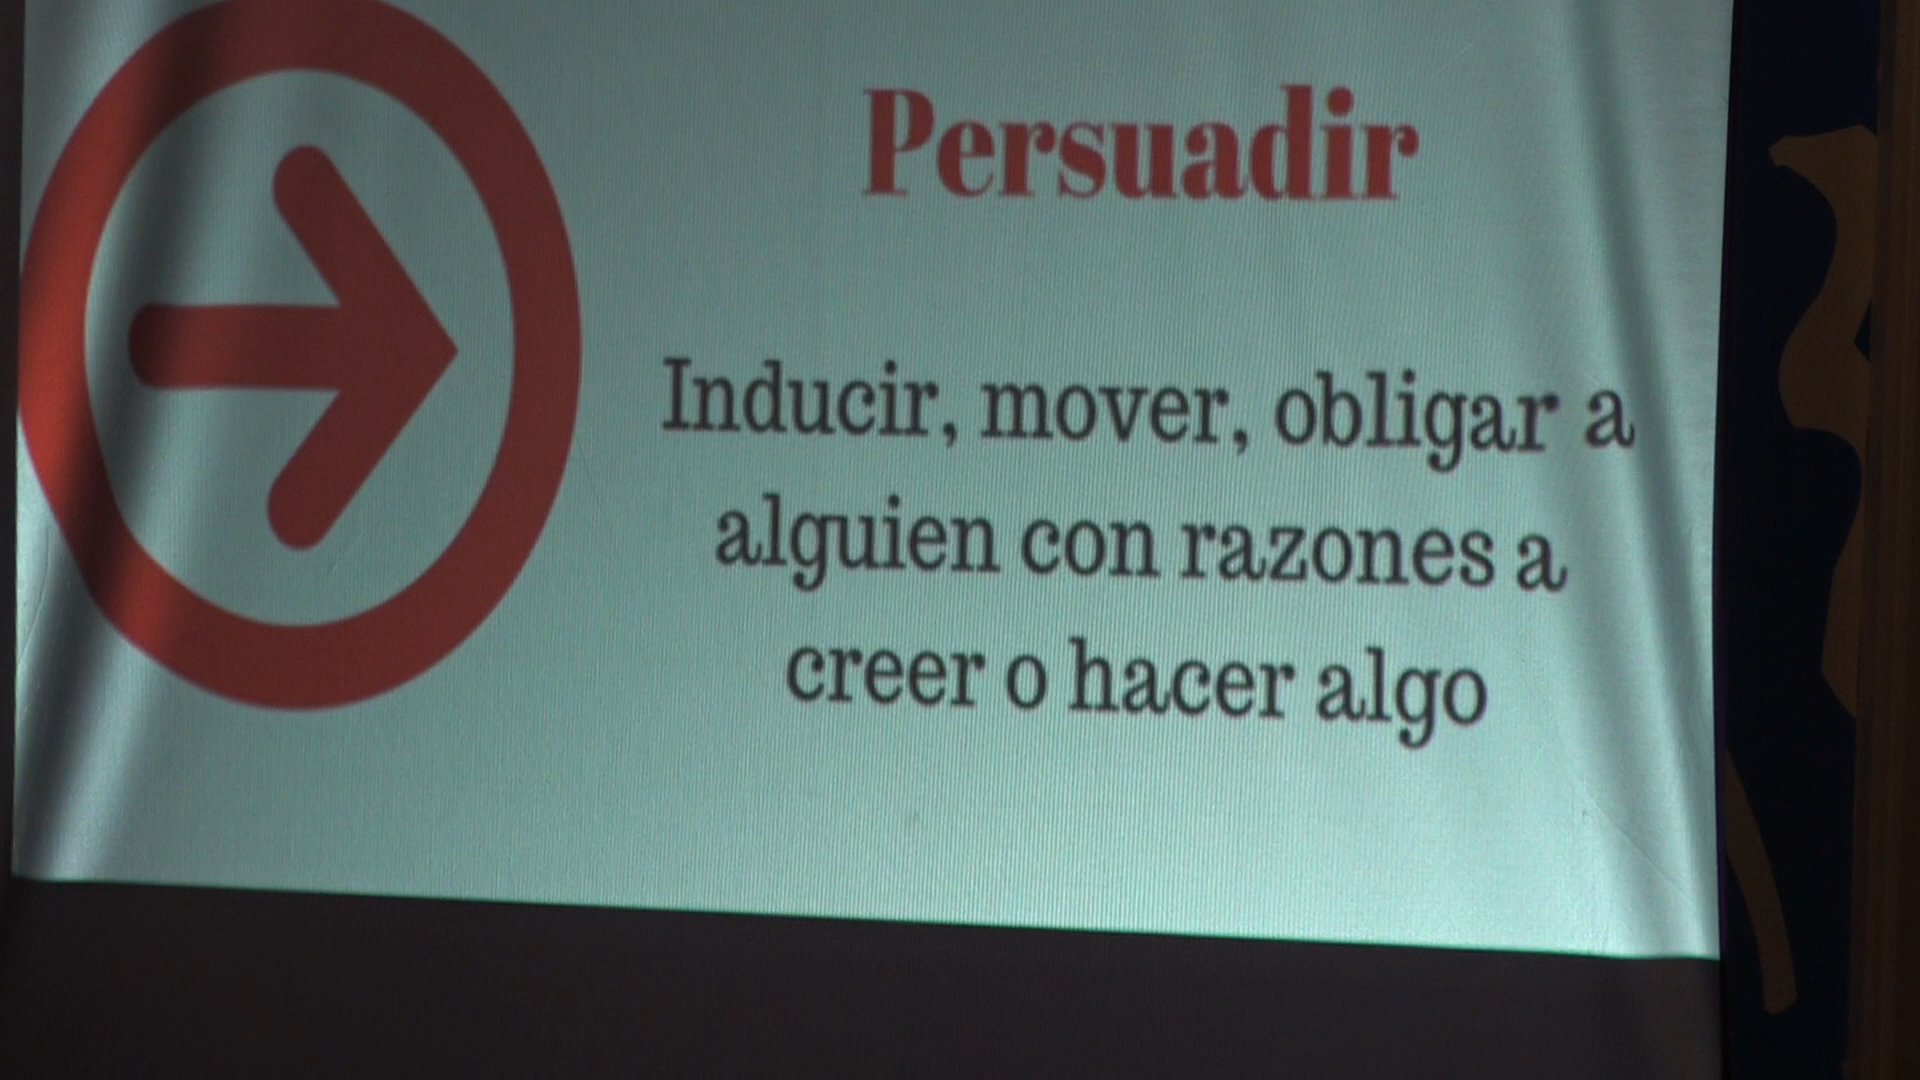 Persuadir
Inducir, mover, obligar a
alguien con razones a
creer o hacer algo